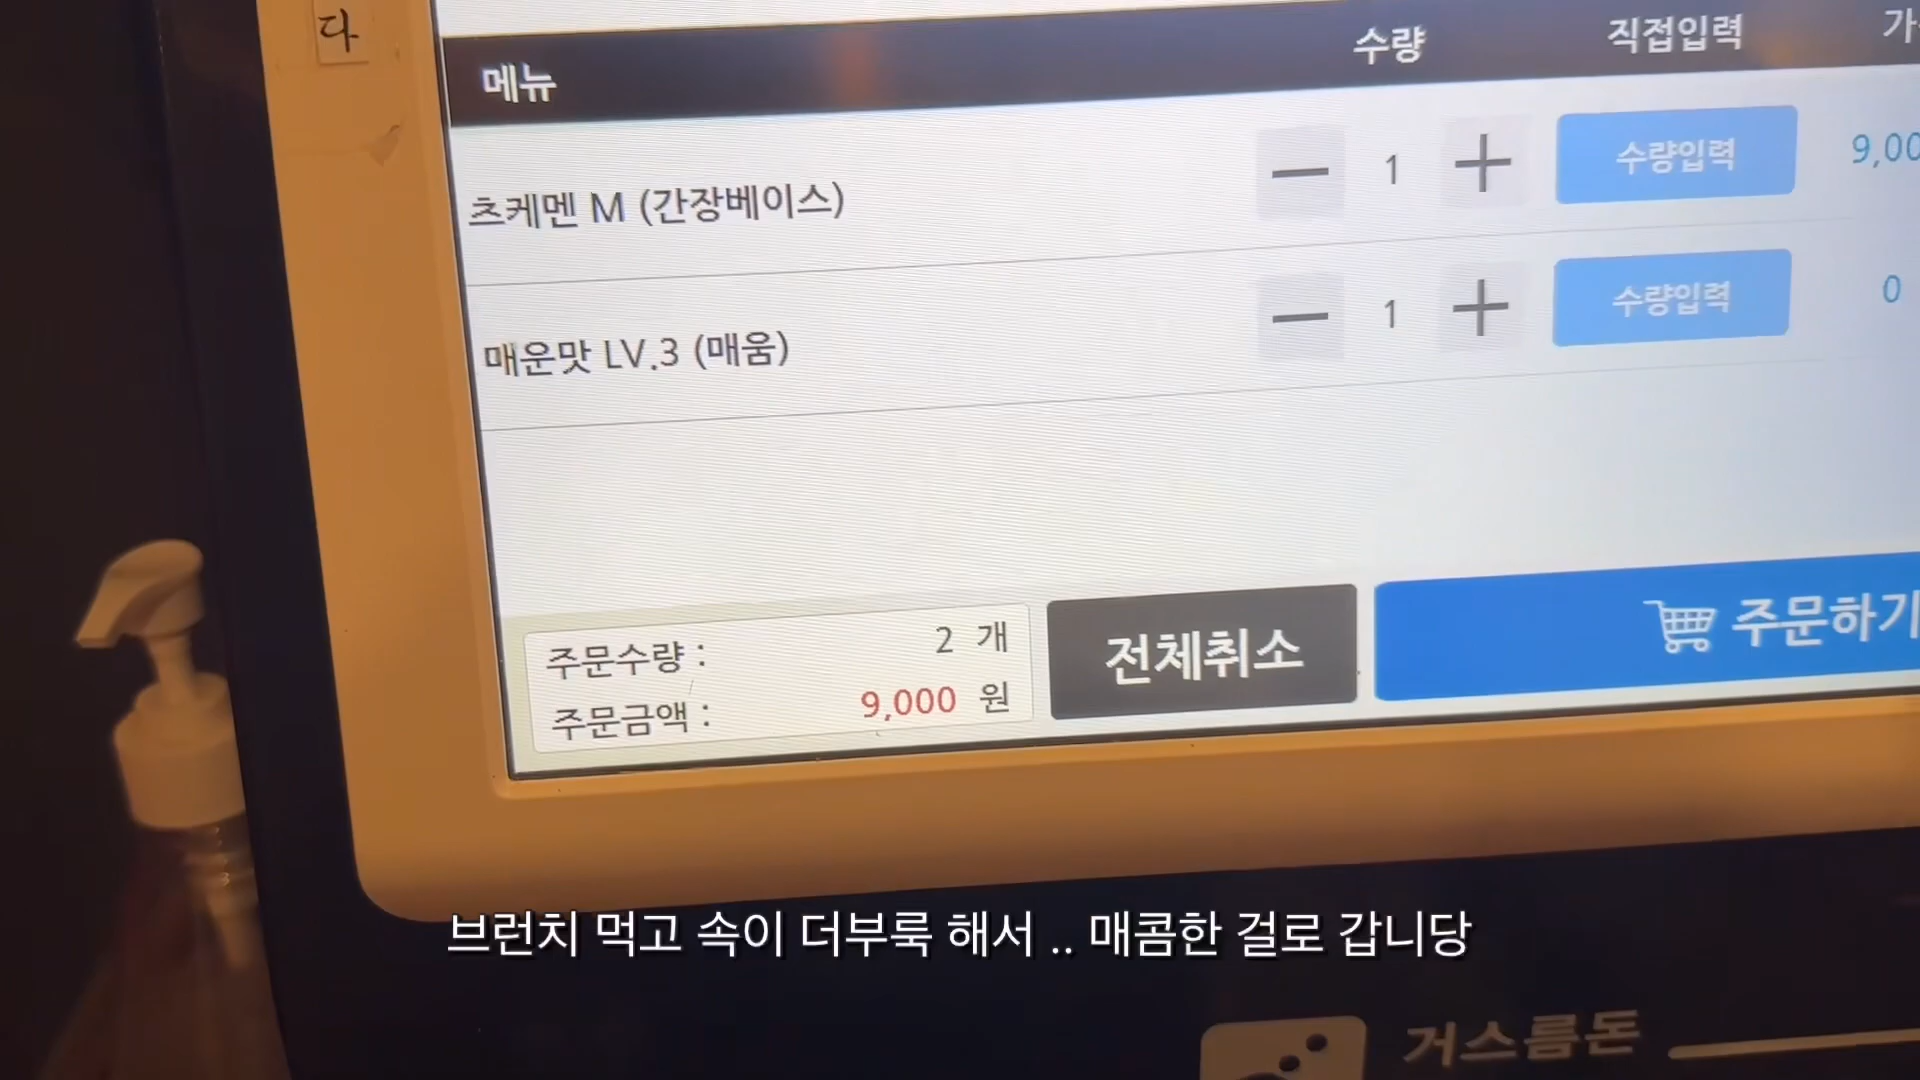 다
메뉴 수량 직접입력
츠케멘 M (간장베이스) 1 수량입력
매운맛 LV.3 (매움) 1 수량입력 0
주문수량 : 2 개
주문금액 : 9,000 원
전체취소
주문하기
브런치 먹고 속이 더부룩 해서 .. 매콤한 걸로 갑니당
거스름돈